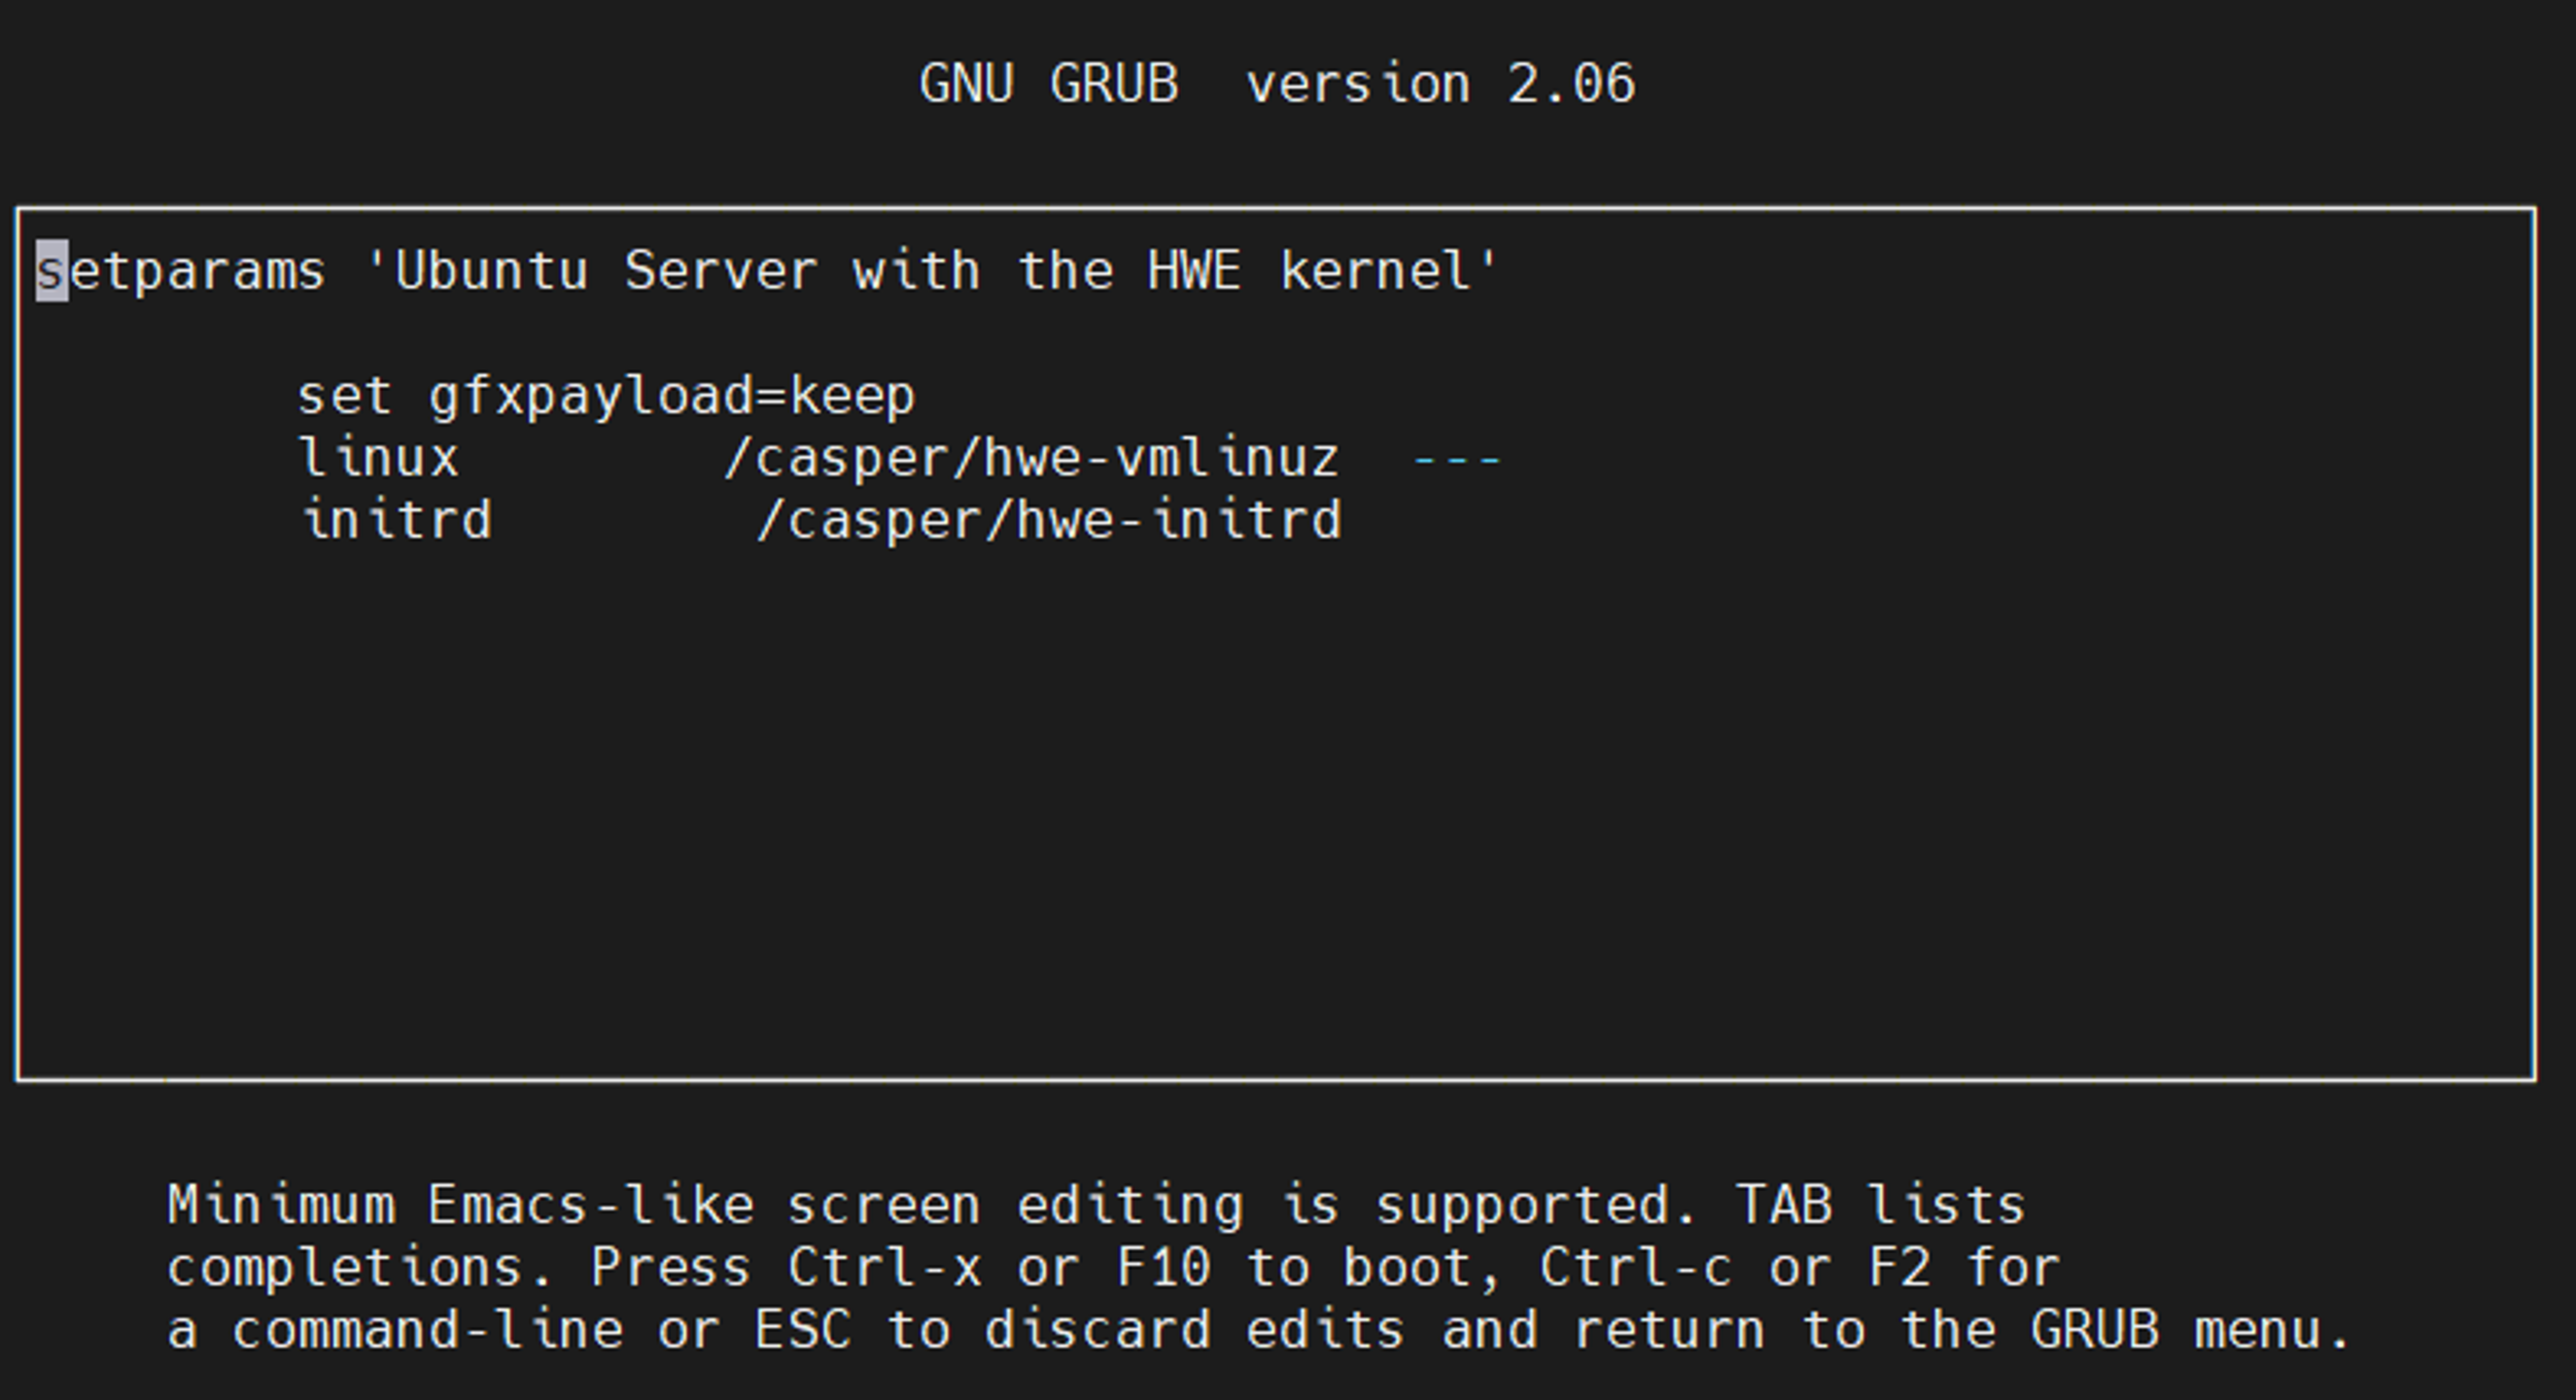 GNU GRUB  version 2.06
setparams 'Ubuntu Server with the HWE kernel'
set gfxpayload=keep
linux        /casper/hwe-vmlinuz  ---
initrd        /casper/hwe-initrd
Minimum Emacs-like screen editing is supported. TAB lists
completions. Press Ctrl-x or F10 to boot, Ctrl-c or F2 for
a command-line or ESC to discard edits and return to the GRUB menu.